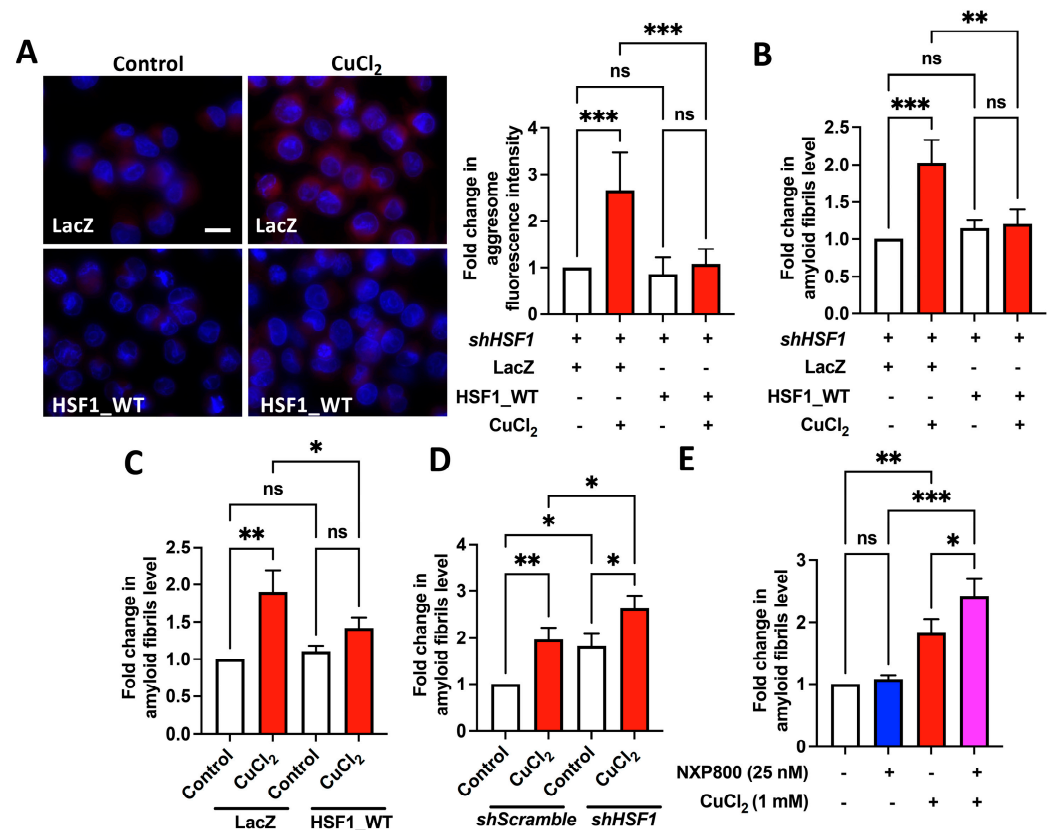 A
Control
CuCl2
LacZ
LacZ
HSF1_WT
HSF1_WT
***
ns
***
ns
Fold change in
aggresome
fluorescence intensity
4
3
2
1
0
shHSF1 + + + +
LacZ + + - -
HSF1_WT - - + +
CuCl2 - + - +
B
**
ns
***
ns
Fold change in
amyloid fibrils level
2.5
2.0
1.5
1.0
0.5
0.0
shHSF1 + + + +
LacZ + + - -
HSF1_WT - - + +
CuCl2 - + - +
C
*
ns
**
ns
Fold change in
amyloid fibrils level
2.5
2.0
1.5
1.0
0.5
0.0
Control CuCl2 Control CuCl2
LacZ HSF1_WT
D
*
*
**
*
Fold change in
amyloid fibrils level
4
3
2
1
0
Control CuCl2 Control CuCl2
shScramble shHSF1
E
**
***
ns
*
Fold change in
amyloid fibrils level
3
2
1
0
NXP800 (25 nM) - + - +
CuCl2 (1 mM) - - + +